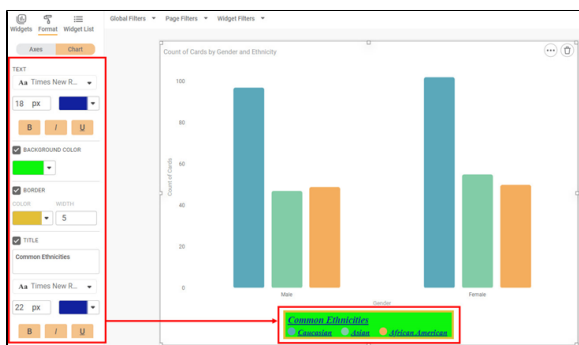 Widgets Format Widget List
Global Filters Page Filters Widget Filters
Axes Chart
TEXT
Aa Times New R...
18 px
B I U
BACKGROUND COLOR
BORDER
COLOR WIDTH
5
TITLE
Common Ethnicities
Aa Times New R...
22 px
B I U
Count of Cards by Gender and Ethnicity
Count of Cards
100
80
60
40
20
0
Male Female
Gender
Common Ethnicities
Caucasian Asian African American